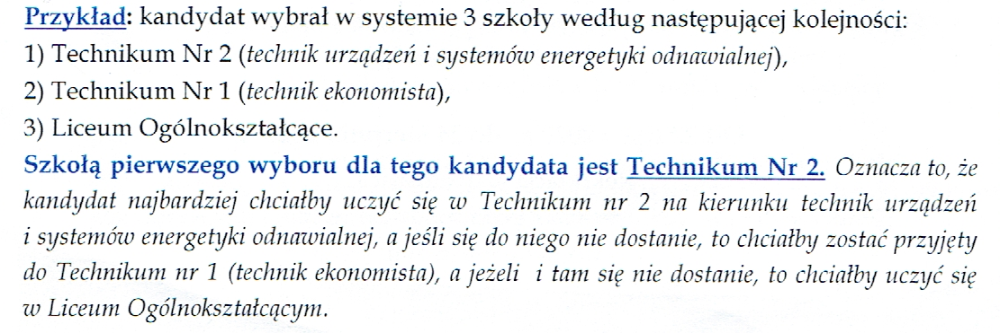 Przykład: kandydat wybrał w systemie 3 szkoły według następującej kolejności:
1) Technikum Nr 2 (technik urządzeń i systemów energetyki odnawialnej),
2) Technikum Nr 1 (technik ekonomista),
3) Liceum Ogólnokształcące.
Szkołą pierwszego wyboru dla tego kandydata jest Technikum Nr 2. Oznacza to, że
kandydat najbardziej chciałby uczyć się w Technikum nr 2 na kierunku technik urządzeń
i systemów energetyki odnawialnej, a jeśli się do niego nie dostanie, to chciałby zostać przyjęty
do Technikum nr 1 (technik ekonomista), a jeżeli i tam się nie dostanie, to chciałby uczyć się
w Liceum Ogólnokształcącym.